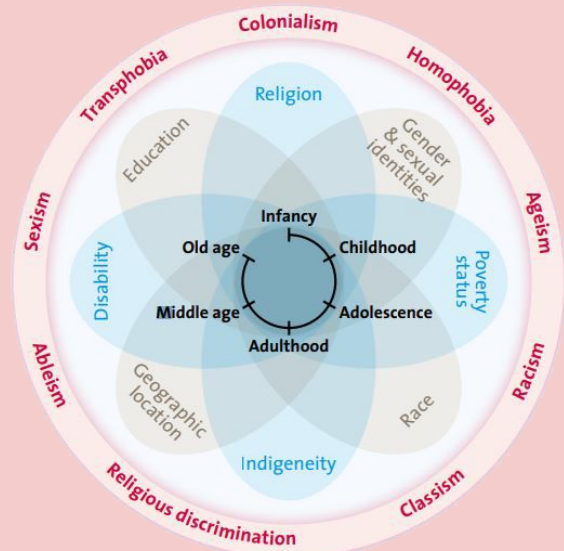 Colonialism
Transphobia
Homophobia
Religion
Education
Gender
& sexual
identities
Sexism
Ageism
Infancy
Old age
Childhood
Disability
Poverty
status
Middle age
Adolescence
Adulthood
Ableism
Racism
Geographic
location
Race
Indigeneity
Religious discrimination
Classism